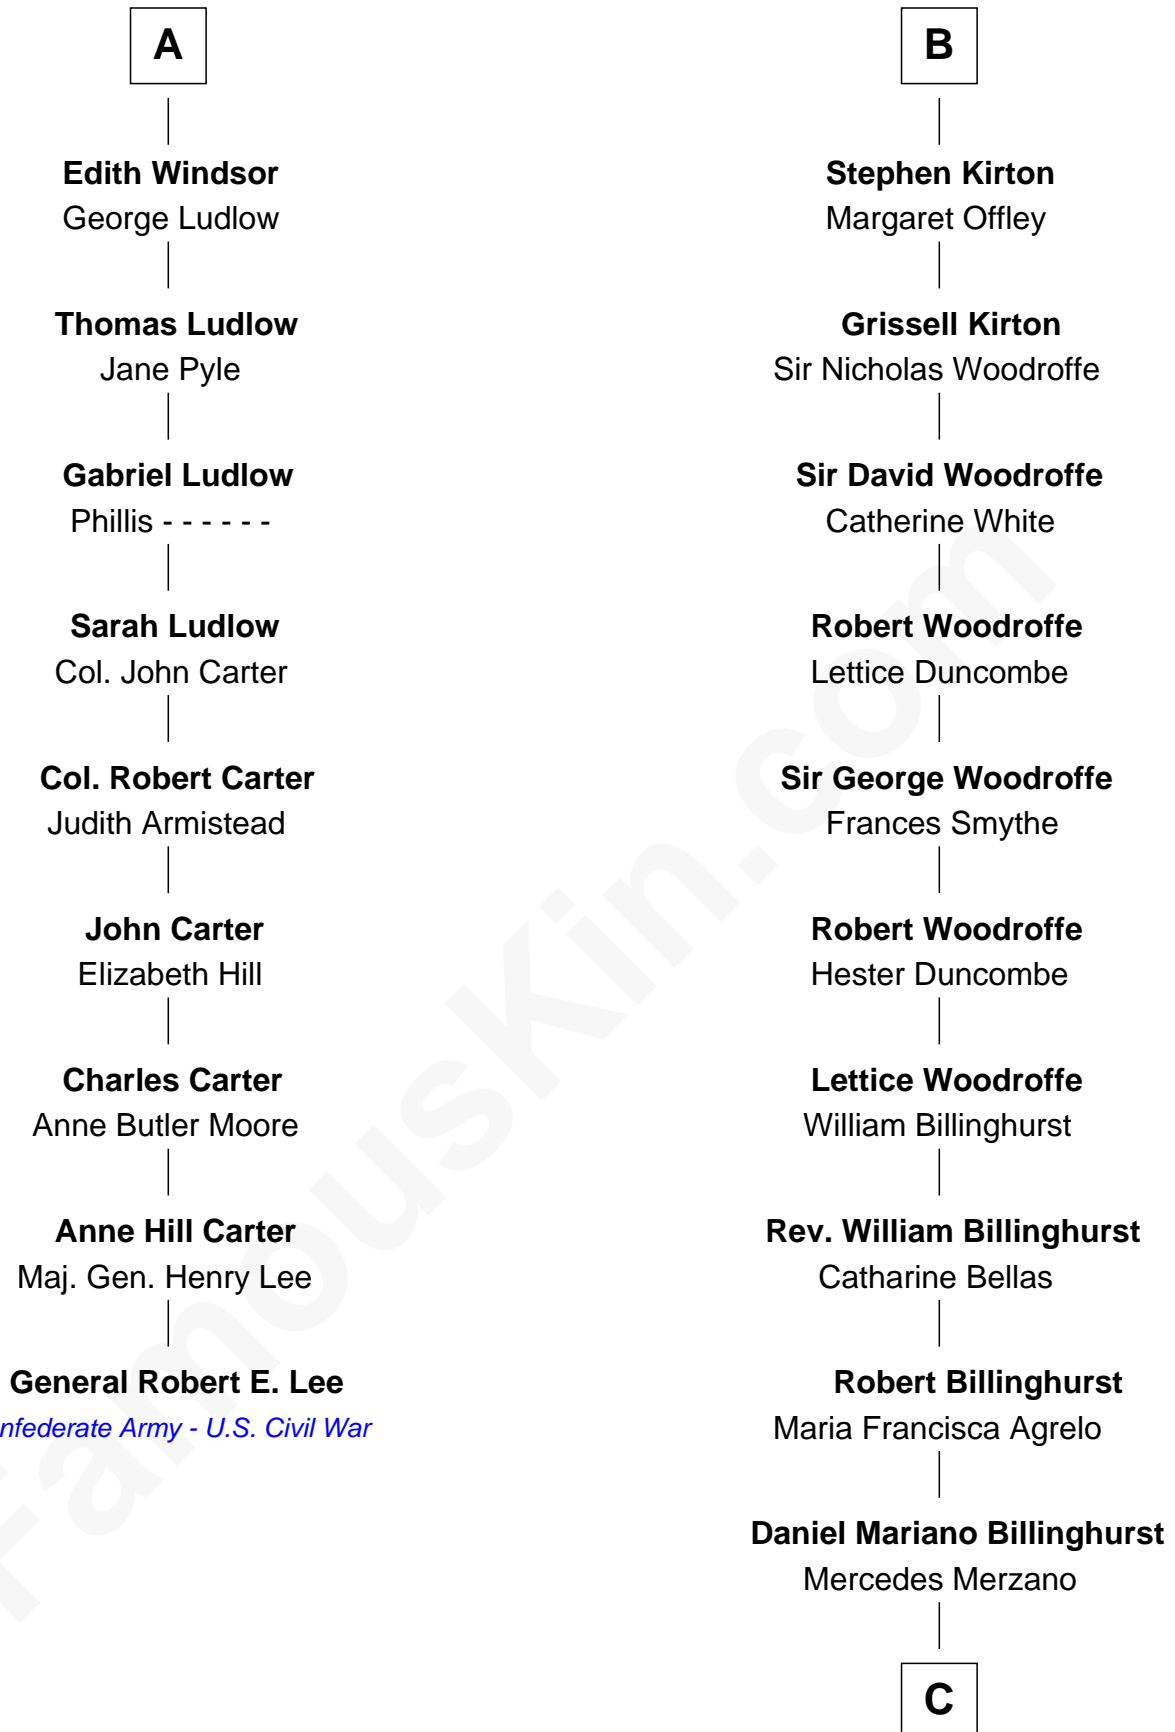 A
Edith Windsor
George Ludlow
Thomas Ludlow
Jane Pyle
Gabriel Ludlow
Phillis - - - - - -
Sarah Ludlow
Col. John Carter
Col. Robert Carter
Judith Armistead
John Carter
Elizabeth Hill
Charles Carter
Anne Butler Moore
Anne Hill Carter
Maj. Gen. Henry Lee
General Robert E. Lee
nfederate Army - U.S. Civil War
B
Stephen Kirton
Margaret Offley
Grissell Kirton
Sir Nicholas Woodroffe
Sir David Woodroffe
Catherine White
Robert Woodroffe
Lettice Duncombe
Sir George Woodroffe
Frances Smythe
Robert Woodroffe
Hester Duncombe
Lettice Woodroffe
William Billinghurst
Rev. William Billinghurst
Catharine Bellas
Robert Billinghurst
Maria Francisca Agrelo
Daniel Mariano Billinghurst
Mercedes Merzano
C
FamousKin.com